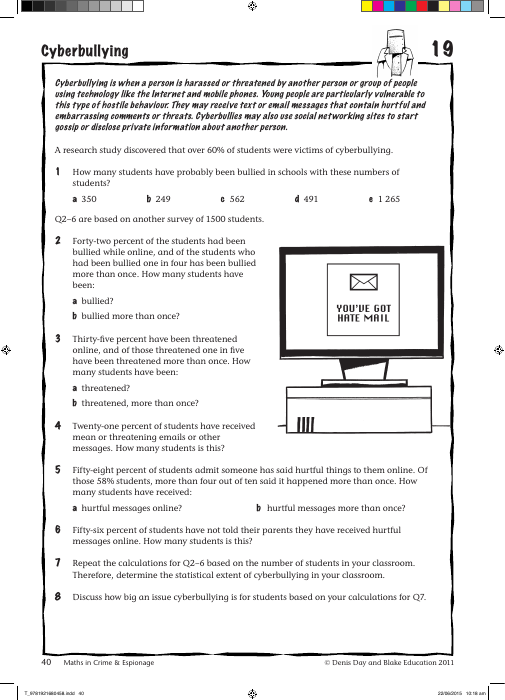 Cyberbullying
19
Cyberbullying is when a person is harassed or threatened by another person or group of people
using technology like the Internet and mobile phones. Young people are particularly vulnerable to
this type of hostile behaviour. They may receive text or email messages that contain hurtful and
embarrassing comments or threats. Cyberbullies may also use social networking sites to start
gossip or disclose private information about another person.
A research study discovered that over 60% of students were victims of cyberbullying.
1 How many students have probably been bullied in schools with these numbers of
students?
a 350 b 249 c 562 d 491 e 1 265
Q2–6 are based on another survey of 1500 students.
2 Forty-two percent of the students had been
bullied while online, and of the students who
had been bullied one in four has been bullied
more than once. How many students have
been:
a bullied?
b bullied more than once?
YOU'VE GOT
HATE MAIL
3 Thirty-five percent have been threatened
online, and of those threatened one in five
have been threatened more than once. How
many students have been:
a threatened?
b threatened, more than once?
4 Twenty-one percent of students have received
mean or threatening emails or other
messages. How many students is this?
5 Fifty-eight percent of students admit someone has said hurtful things to them online. Of
those 58% students, more than four out of ten said it happened more than once. How
many students have received:
a hurtful messages online? b hurtful messages more than once?
6 Fifty-six percent of students have not told their parents they have received hurtful
messages online. How many students is this?
7 Repeat the calculations for Q2–6 based on the number of students in your classroom.
Therefore, determine the statistical extent of cyberbullying in your classroom.
8 Discuss how big an issue cyberbullying is for students based on your calculations for Q7.
40 Maths in Crime & Espionage © Denis Day and Blake Education 2011
T_9781921680458.indd 40 22/06/2015 10:18 am